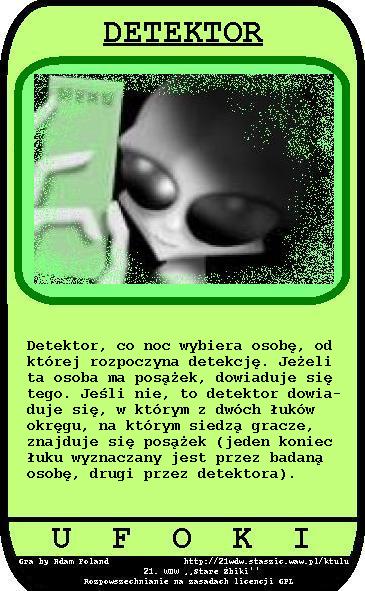 DETEKTOR
MENU
Detektor, co noc wybiera osobę, od
której rozpoczyna detekcję. Jeżeli
ta osoba ma posążek, dowiaduje się
tego. Jeśli nie, to detektor dowia-
duje się, w którym z dwóch łuków
okręgu, na którym siedzą gracze,
znajduje się posążek (jeden koniec
łuku wyznaczany jest przez badaną
osobę, drugi przez detektora).
U F O K I
Gra by Adam Poland http://21wdw.staszic.waw.pl/ktulu
21. WDW ,,Stare Żbiki''
Rozpowszechnianie na zasadach licencji GPL